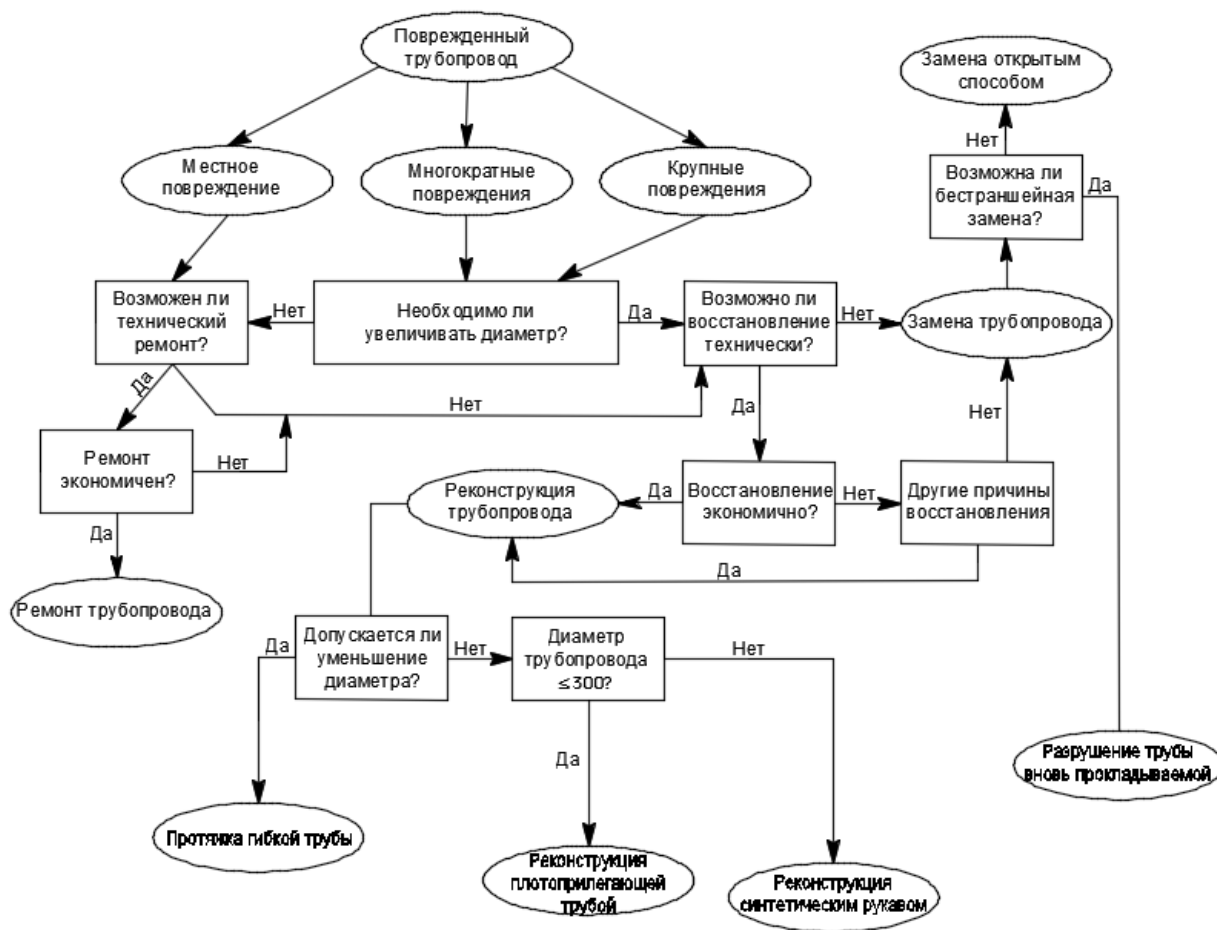 Поврежденный
трубопровод
Замена открытым
способом
Нет
Местное
повреждение
Многократные
повреждения
Крупные
повреждения
Возможна ли
бестраншейная
замена?
Да
Возможен ли
технический
ремонт?
Нет
Необходимо ли
увеличивать диаметр?
Да
Возможно ли
восстановление
технически?
Нет
Замена трубопровода
Да
Нет
Да
Нет
Ремонт
экономичен?
Нет
Реконструкция
трубопровода
Да
Восстановление
экономично?
Нет
Другие причины
восстановления
Да
Да
Ремонт трубопровода
Да
Допускается ли
уменьшение
диаметра?
Нет
Диаметр
трубопровода
≤300?
Нет
Да
Разрушение трубы
вновь прокладываемой
Протяжка гибкой трубы
Реконструкция
плотоприлегающей
трубой
Реконструкция
синтетическим рукавом